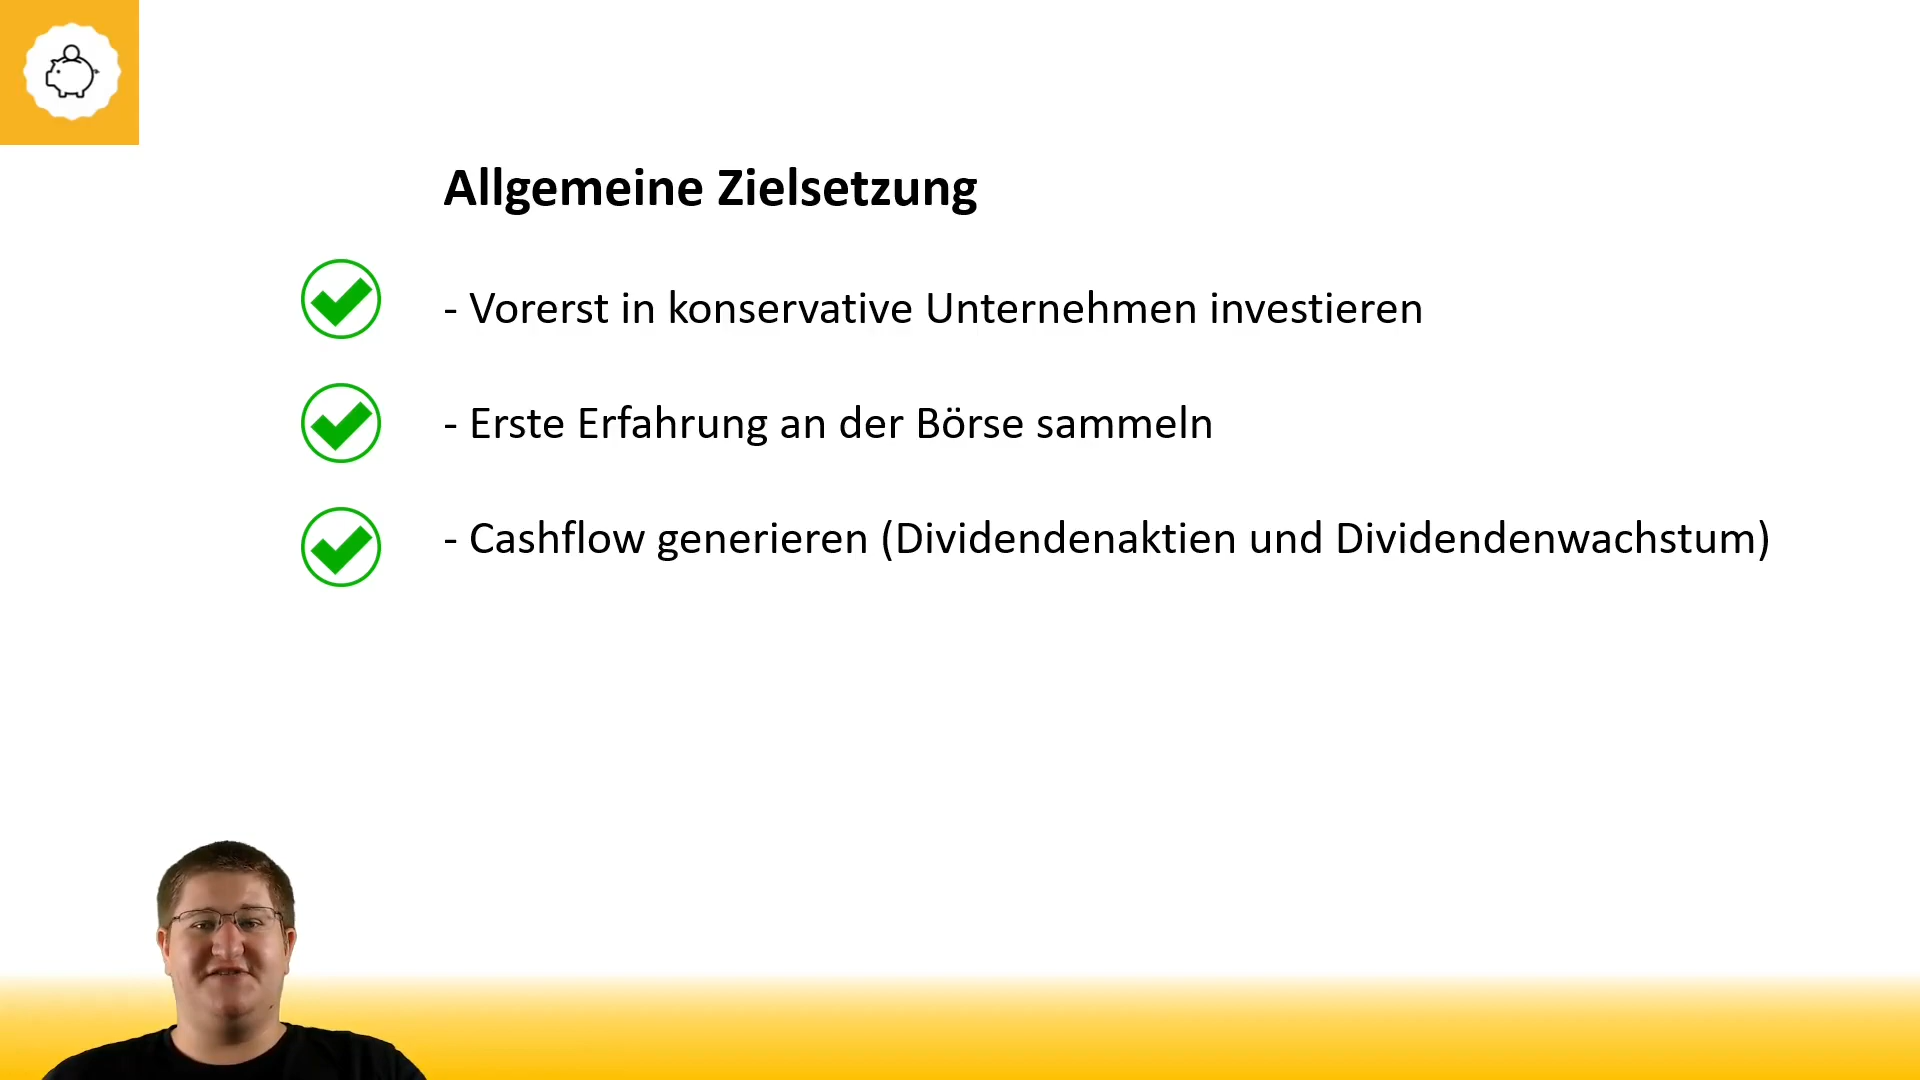 Allgemeine Zielsetzung
- Vorerst in konservative Unternehmen investieren
- Erste Erfahrung an der Börse sammeln
- Cashflow generieren (Dividendenaktien und Dividendenwachstum)